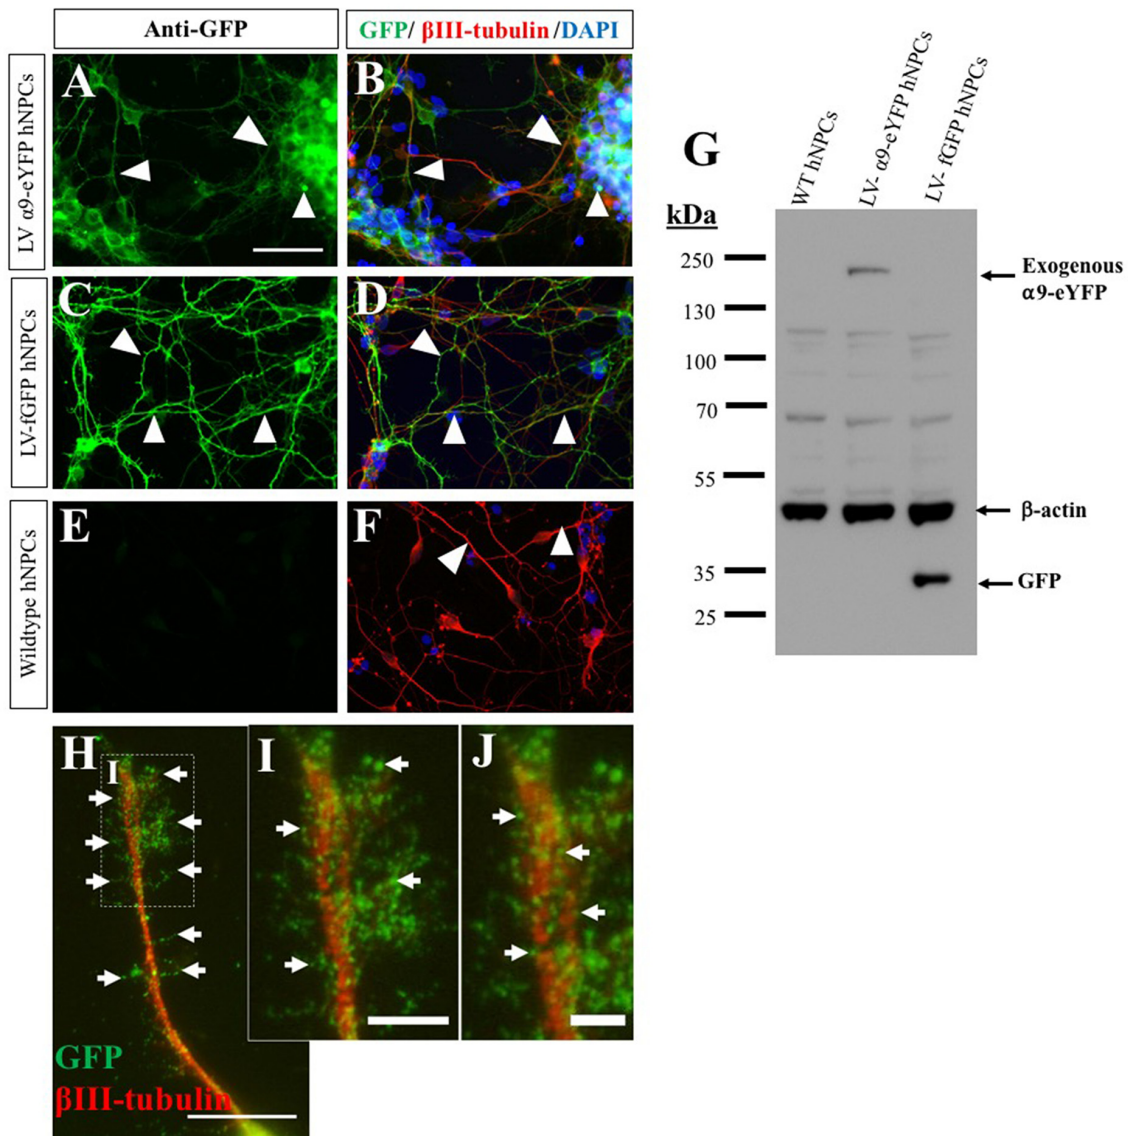 Anti-GFP
GFP/ βIII-tubulin /DAPI
LV α9-eYFP hNPCs
A
B
LV-fGFP hNPCs
C
D
Wildtype hNPCs
E
F
G
WT hNPCs
LV- α9-eYFP hNPCs
LV- fGFP hNPCs
kDa
250
130
100
70
55
35
25
Exogenous
α9-eYFP
β-actin
GFP
H
I
I
J
GFP
βIII-tubulin